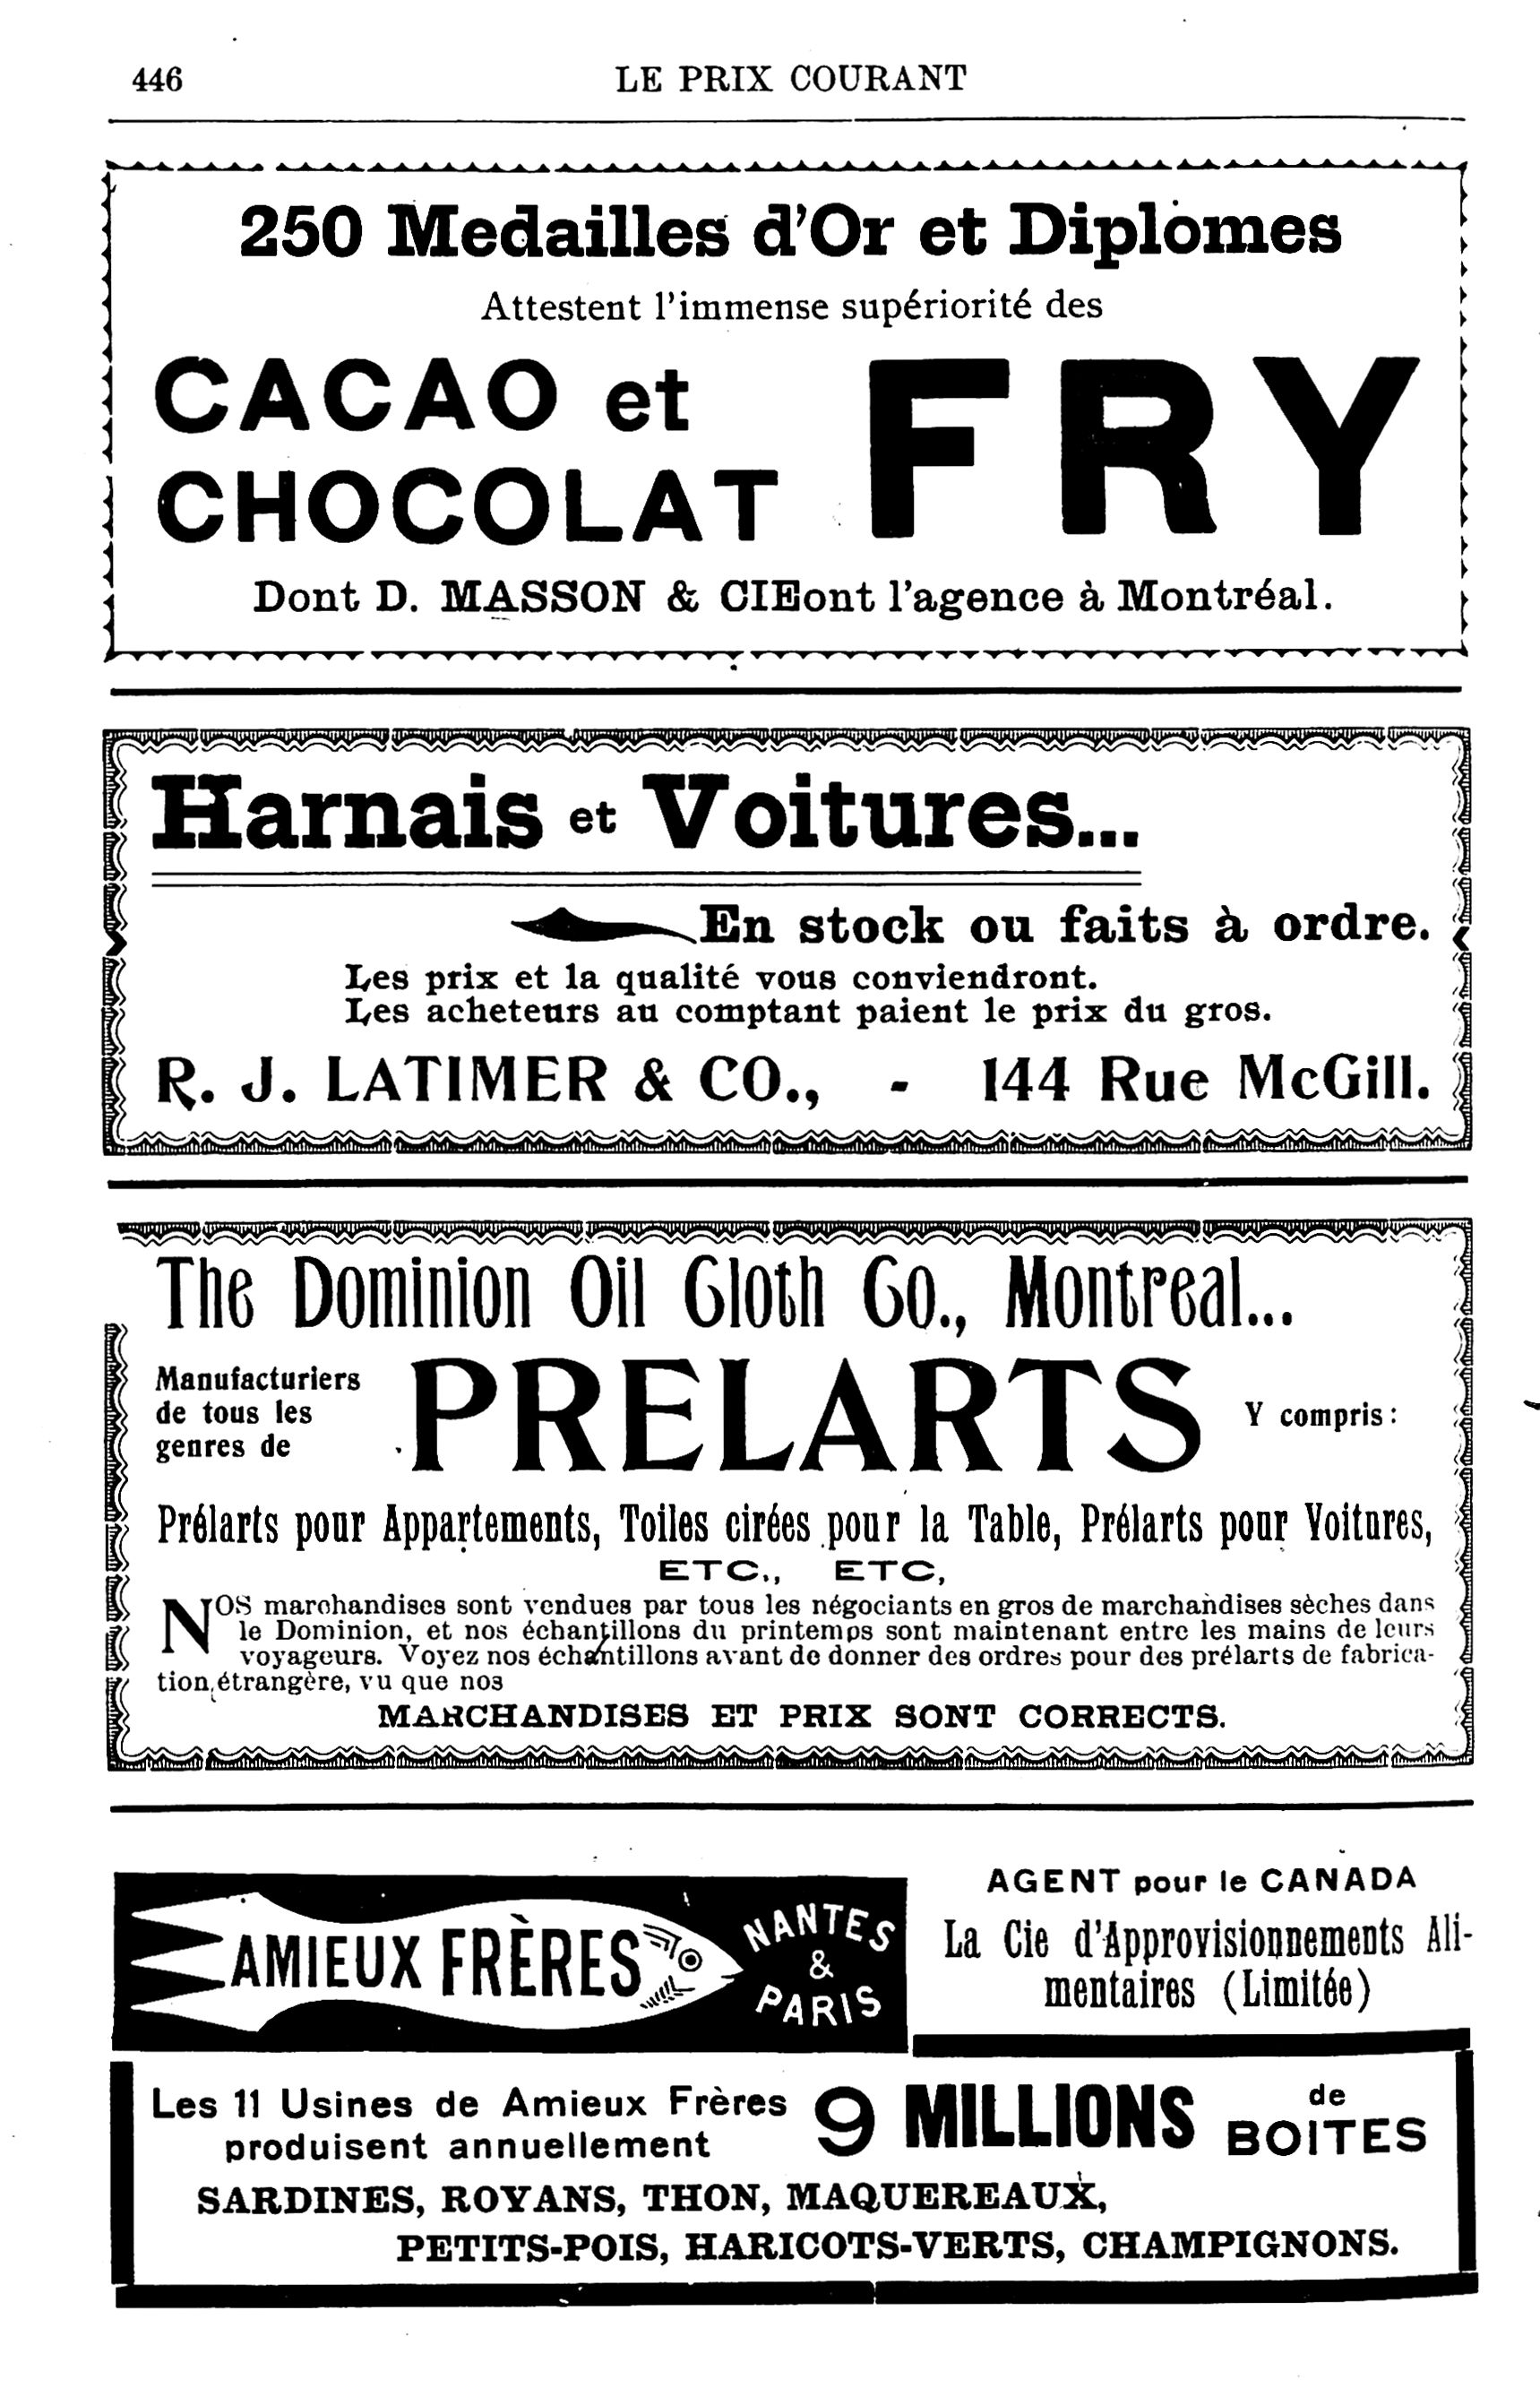 446
LE PRIX COURANT
250 Medailles d'Or et Diplomes
Attestent l'immense supériorité des
CACAO et
CHOCOLAT
FRY
Dont D. MASSON & CIE ont l'agence à Montréal.
Harnais et Voitures...
En stock ou faits à ordre.
Les prix et la qualité vous conviendront.
Les acheteurs au comptant paient le prix du gros.
R. J. LATIMER & CO., - 144 Rue McGill.
The Dominion Oil Cloth Co., Montreal...
Manufacturiers
de tous les
genres de
PRELARTS
Y compris:
Prélarts pour Appartements, Toiles cirées pour la Table, Prélarts pour Voitures,
ETC., ETC,
NOS marchandises sont vendues par tous les négociants en gros de marchandises sèches dans
le Dominion, et nos échantillons du printemps sont maintenant entre les mains de leurs
voyageurs. Voyez nos échantillons avant de donner des ordres pour des prélarts de fabrica-
tion étrangère, vu que nos
MARCHANDISES ET PRIX SONT CORRECTS.
AMIEUX FRÈRES
NANTES
&
PARIS
AGENT pour le CANADA
La Cie d'Approvisionnements Ali-
mentaires (Limitée)
Les 11 Usines de Amieux Frères
produisent annuellement
9 MILLIONS
de
BOITES
SARDINES, ROYANS, THON, MAQUEREAUX,
PETITS-POIS, HARICOTS-VERTS, CHAMPIGNONS.